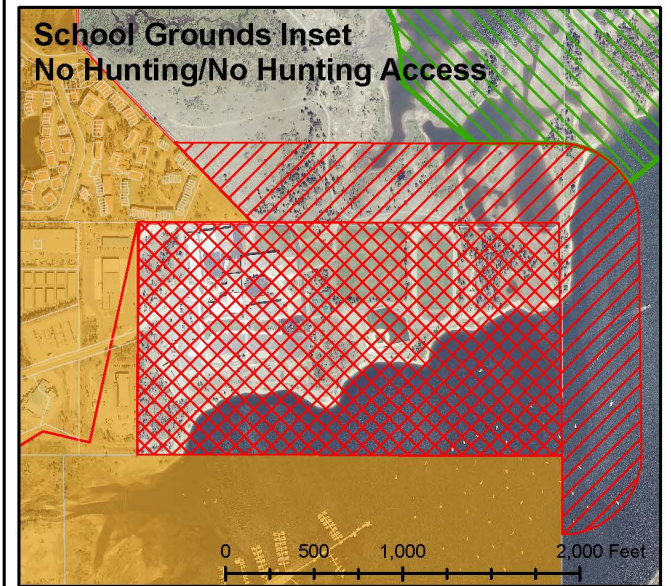 School Grounds Inset
No Hunting/No Hunting Access
0 500 1,000 2,000 Feet